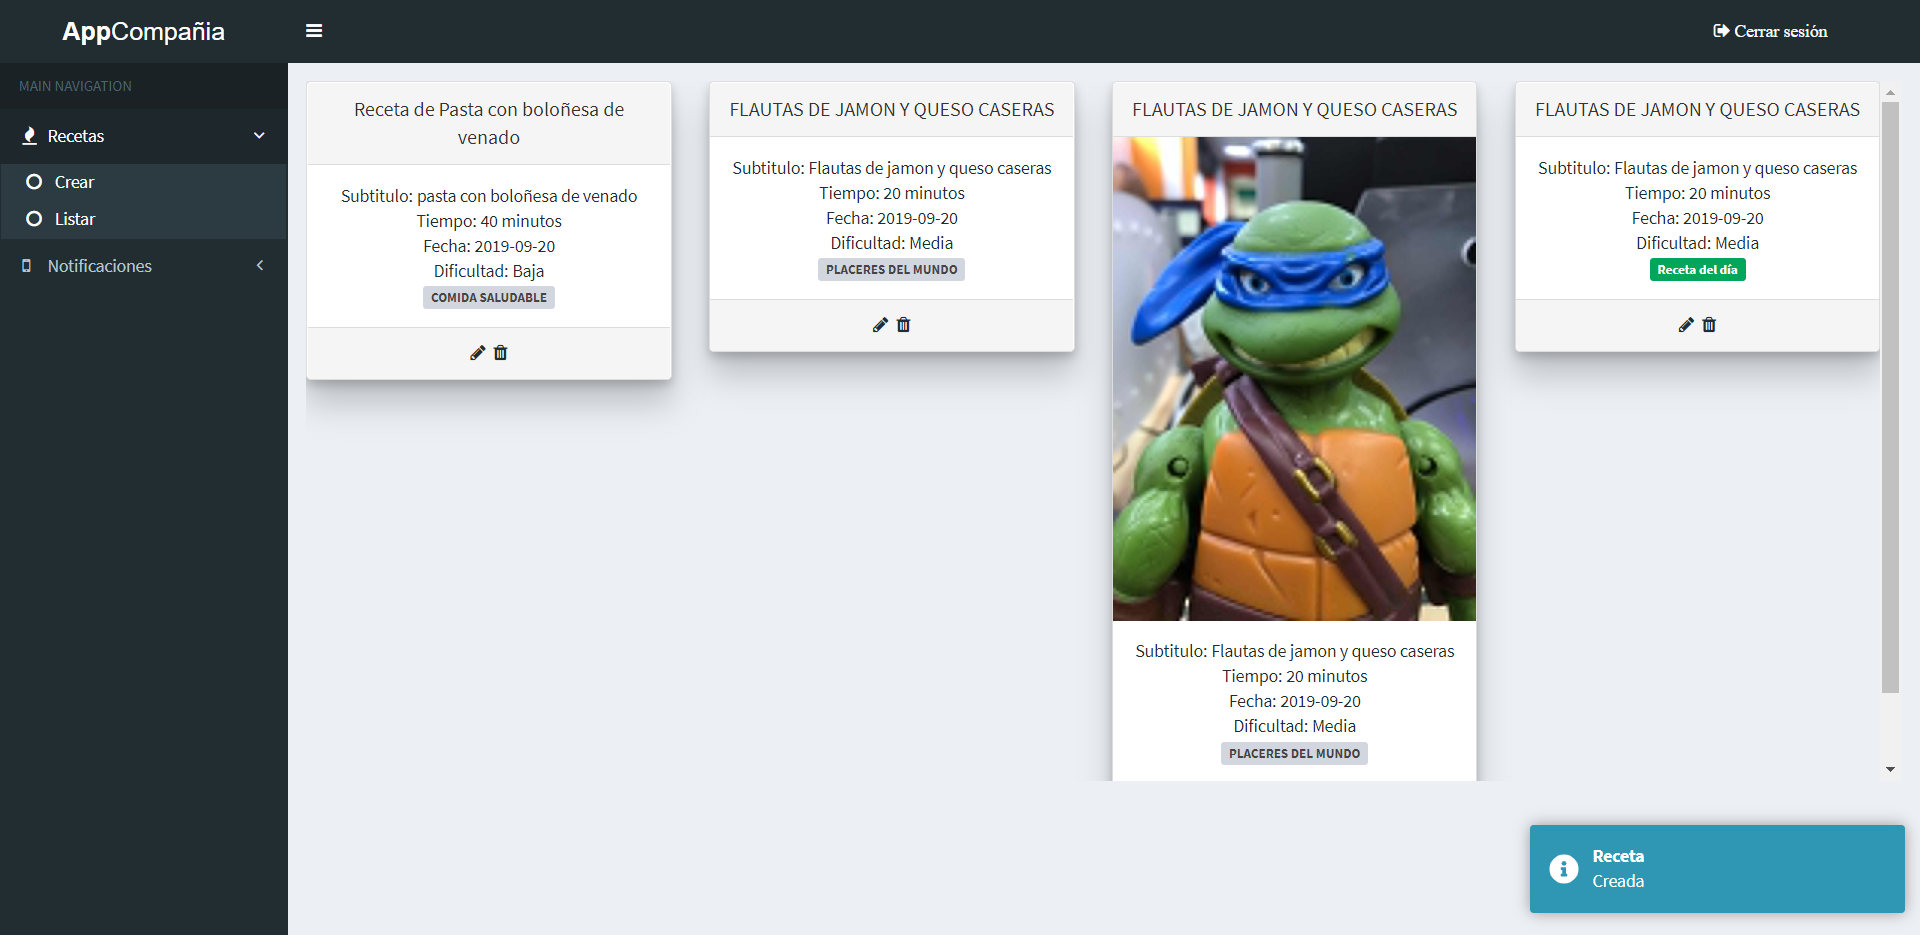 AppCompañia
Cerrar sesión
MAIN NAVIGATION
Recetas
Crear
Listar
Notificaciones
Receta de Pasta con boloñesa de
venado
Subtitulo: pasta con boloñesa de venado
Tiempo: 40 minutos
Fecha: 2019-09-20
Dificultad: Baja
COMIDA SALUDABLE
FLAUTAS DE JAMON Y QUESO CASERAS
Subtitulo: Flautas de jamon y queso caseras
Tiempo: 20 minutos
Fecha: 2019-09-20
Dificultad: Media
PLACERES DEL MUNDO
FLAUTAS DE JAMON Y QUESO CASERAS
Subtitulo: Flautas de jamon y queso caseras
Tiempo: 20 minutos
Fecha: 2019-09-20
Dificultad: Media
PLACERES DEL MUNDO
FLAUTAS DE JAMON Y QUESO CASERAS
Subtitulo: Flautas de jamon y queso caseras
Tiempo: 20 minutos
Fecha: 2019-09-20
Dificultad: Media
Receta del día
Receta
Creada